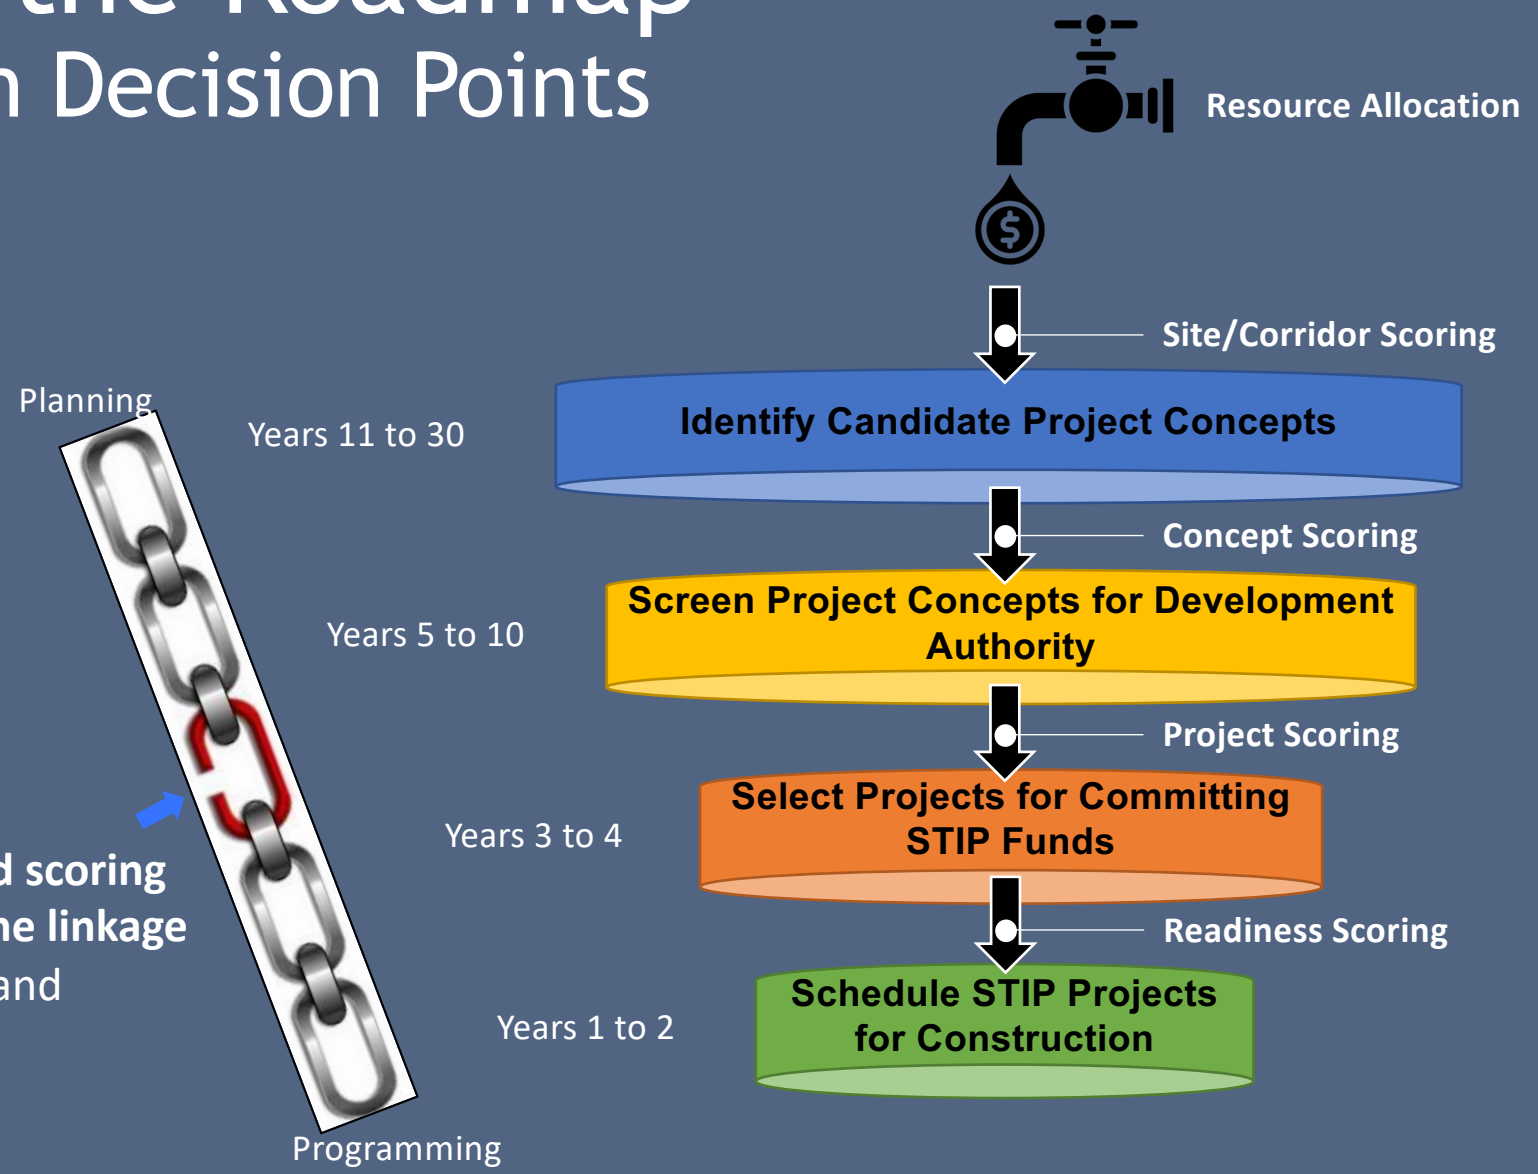 the Roadmap
Decision Points
Resource Allocation
$
Site/Corridor Scoring
Planning
Years 11 to 30
Identify Candidate Project Concepts
Concept Scoring
Years 5 to 10
Screen Project Concepts for Development
Authority
Project Scoring
Years 3 to 4
Select Projects for Committing
STIP Funds
scoring
linkage
and
Readiness Scoring
Years 1 to 2
Schedule STIP Projects
for Construction
Programming